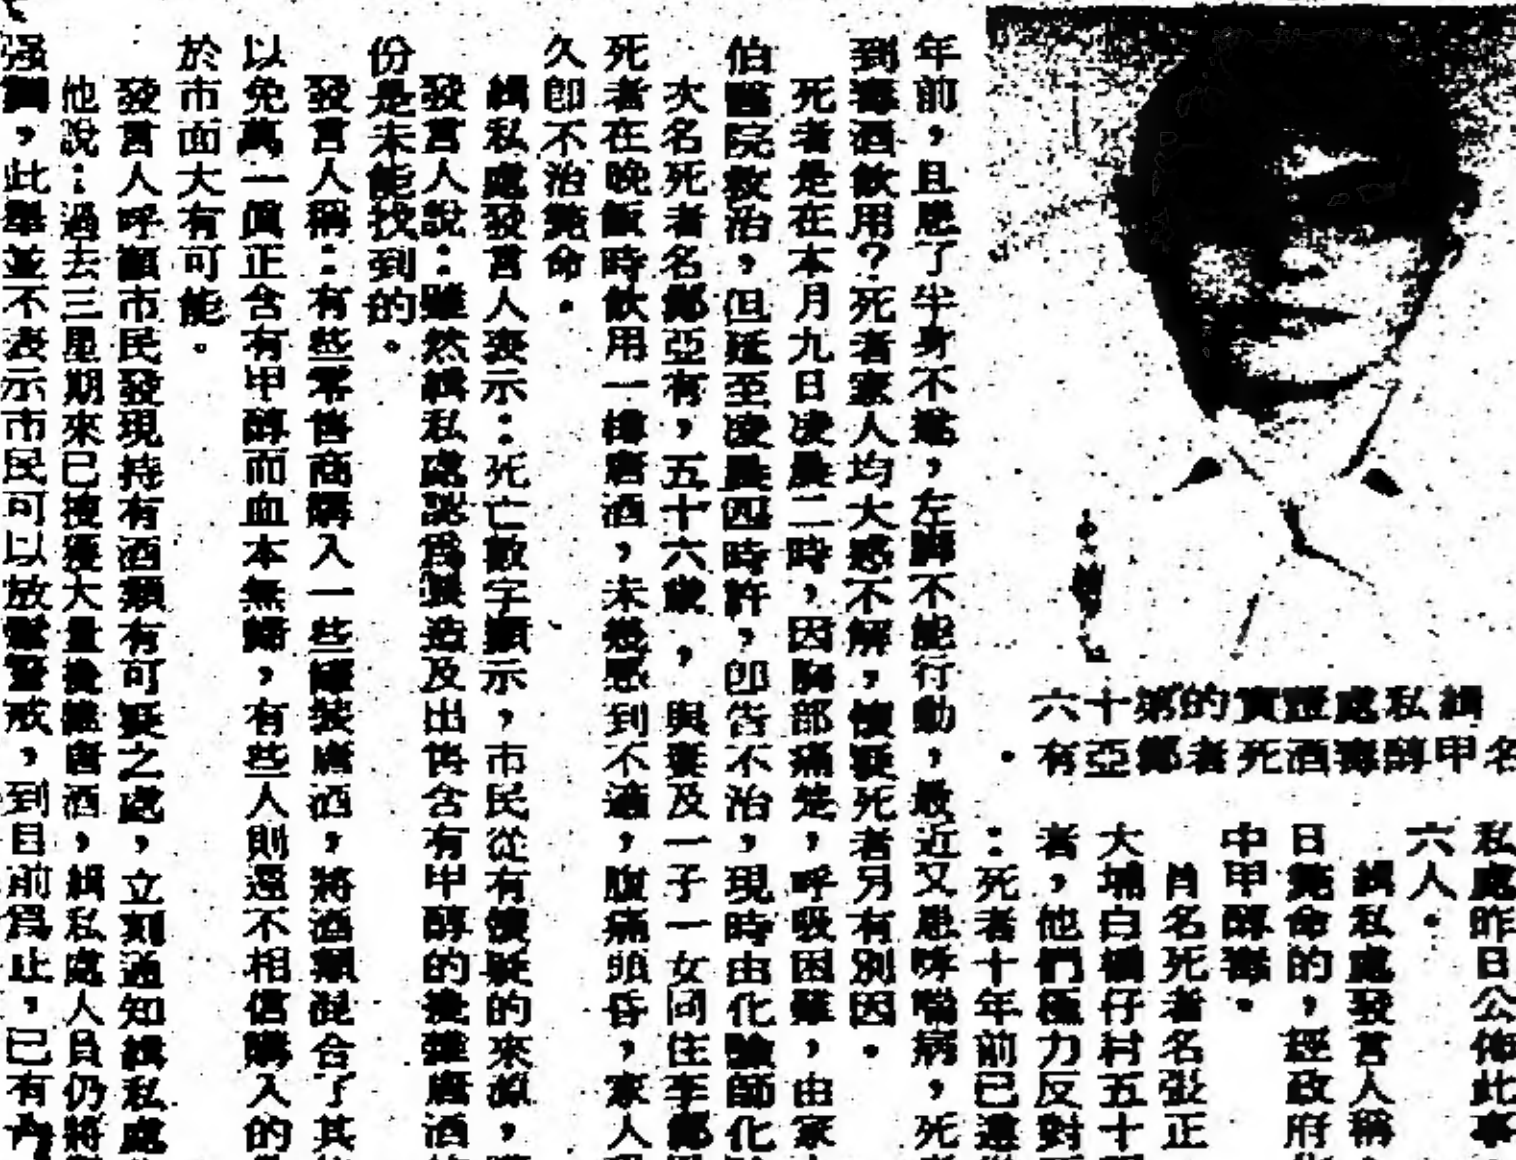 緝私處證實的第十六
名甲醇毒酒死者鄭亞有。
私處昨日公佈此事
六人。
緝私處發言人稱
日斃命的，經政府
中甲醇毒。
首名死者名張正
大埔白橋仔村五十
者，他們極力反對
：死者十年前已還
年前，且患了半身不遂，左脚不能行動，最近又患哮喘病，死
到毒酒飲用？死者家人均大感不解，懷疑死者另有別因。
死者是在本月九日凌晨二時，因胸部痛楚，呼吸困難，由家
伯醫院救治，但延至凌晨四時許，卽告不治，現時由化驗師化
次名死者名鄭亞有，五十六歲，與妻及一子一女同住李鄭
死者在晚飯時飲用一樽唐酒，未幾感到不適，腹痛頭昏，家人
久卽不治斃命。
緝私處發言人表示：死亡數字顯示，市民從有懷疑的來源，
發言人說：雖然緝私處認爲製造及出售含有甲醇的攙雜唐酒
份是未能找到的。
發言人稱：有些零售商購入一些罐裝唐酒，將酒類混合了其
以免萬一眞正含有甲醇而血本無歸，有些人則還不相信購入的
於市面大有可能。
發言人呼籲市民發現持有酒類有可疑之處，立刻通知緝私處
他說：過去三星期來已搜獲大量攙雜唐酒，緝私處人員仍將
强調，此舉並不表示市民可以放鬆警戒，到目前爲止，已有